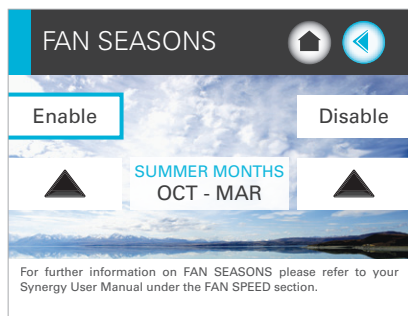 FAN SEASONS
Enable
Disable
SUMMER MONTHS
OCT - MAR
For further information on FAN SEASONS please refer to your
Synergy User Manual under the FAN SPEED section.